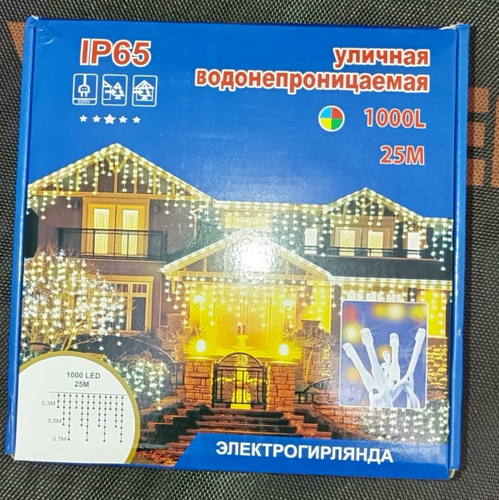 IP65
уличная
водонепроницаемая
1000L
25M
1000 LED
25M
0.3M
0.5M
0.7M
ЭЛЕКТРОГИРЛЯНДА